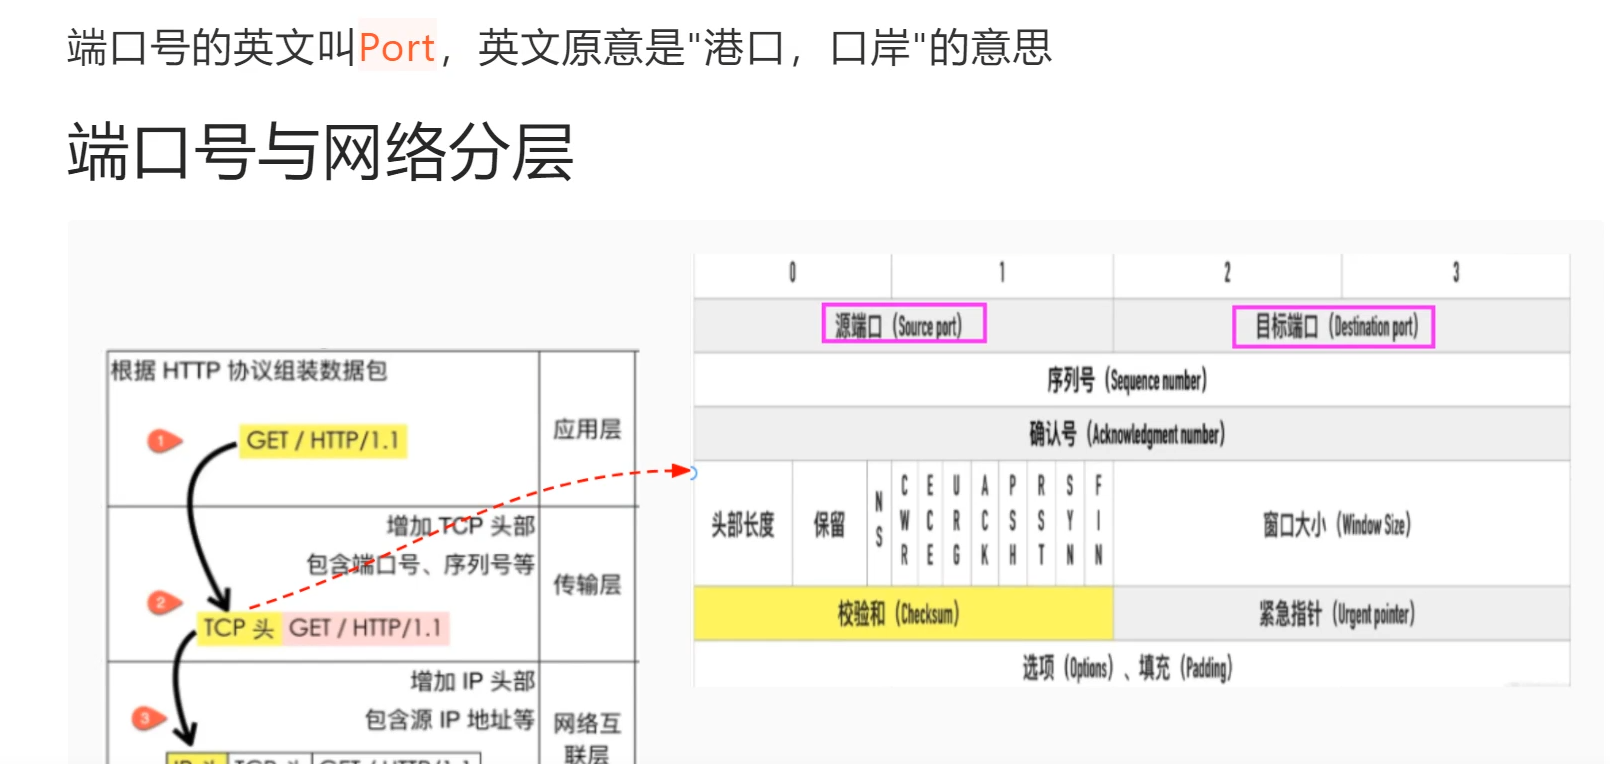 端口号的英文叫Port，英文原意是"港口，口岸"的意思
端口号与网络分层
0 1 2 3
源端口（Source port） 目标端口（Destination port）
序列号（Sequence number）
确认号（Acknowledgment number）
头部长度 保留 NS CWR ECE URG ACK PSH RST SYN FIN 窗口大小（Window Size）
校验和（Checksum） 紧急指针（Urgent pointer）
选项（Options）、填充（Padding）
根据 HTTP 协议组装数据包
1 GET / HTTP/1.1 应用层
增加 TCP 头部
包含端口号、序列号等
传输层
2 TCP 头 GET / HTTP/1.1
增加 IP 头部
包含源 IP 地址等
3 网络互
联层
IP 头 TCP 头 GET / HTTP/1.1